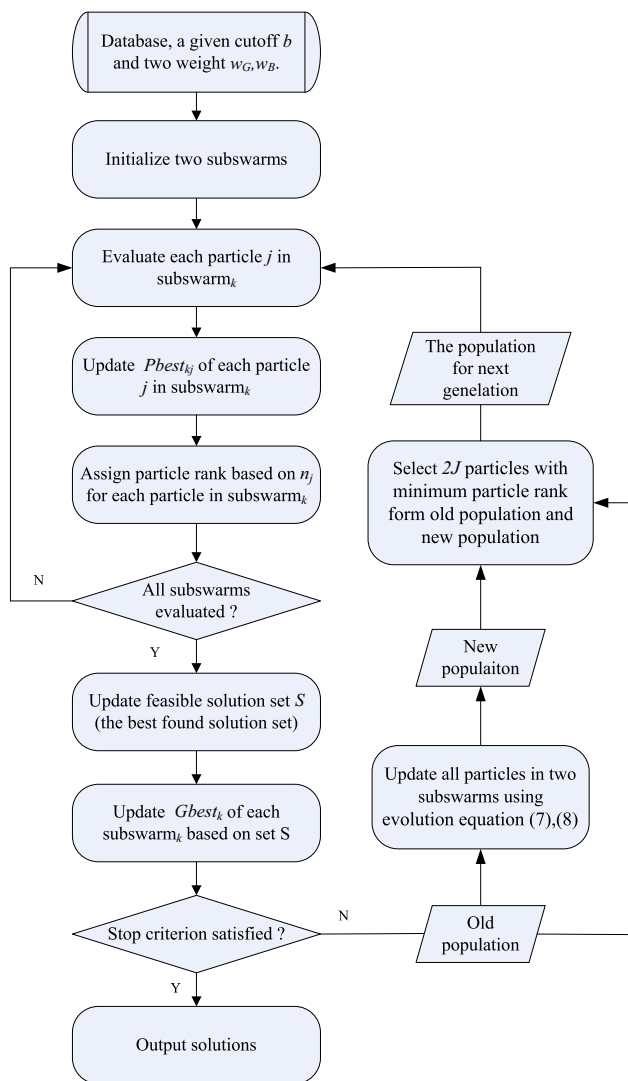 Database, a given cutoff b
and two weight wG,wB.
Initialize two subswarms
Evaluate each particle j in
subswarmk
Update Pbestkj of each particle
j in subswarmk
Assign particle rank based on nj
for each particle in subswarmk
N
All subswarms
evaluated ?
Y
Update feasible solution set S
(the best found solution set)
Update Gbestk of each
subswarmk based on set S
Stop criterion satisfied ?
N
Y
Output solutions
The population
for next
genelation
Select 2J particles with
minimum particle rank
form old population and
new population
New
populaiton
Update all particles in two
subswarms using
evolution equation (7),(8)
Old
population